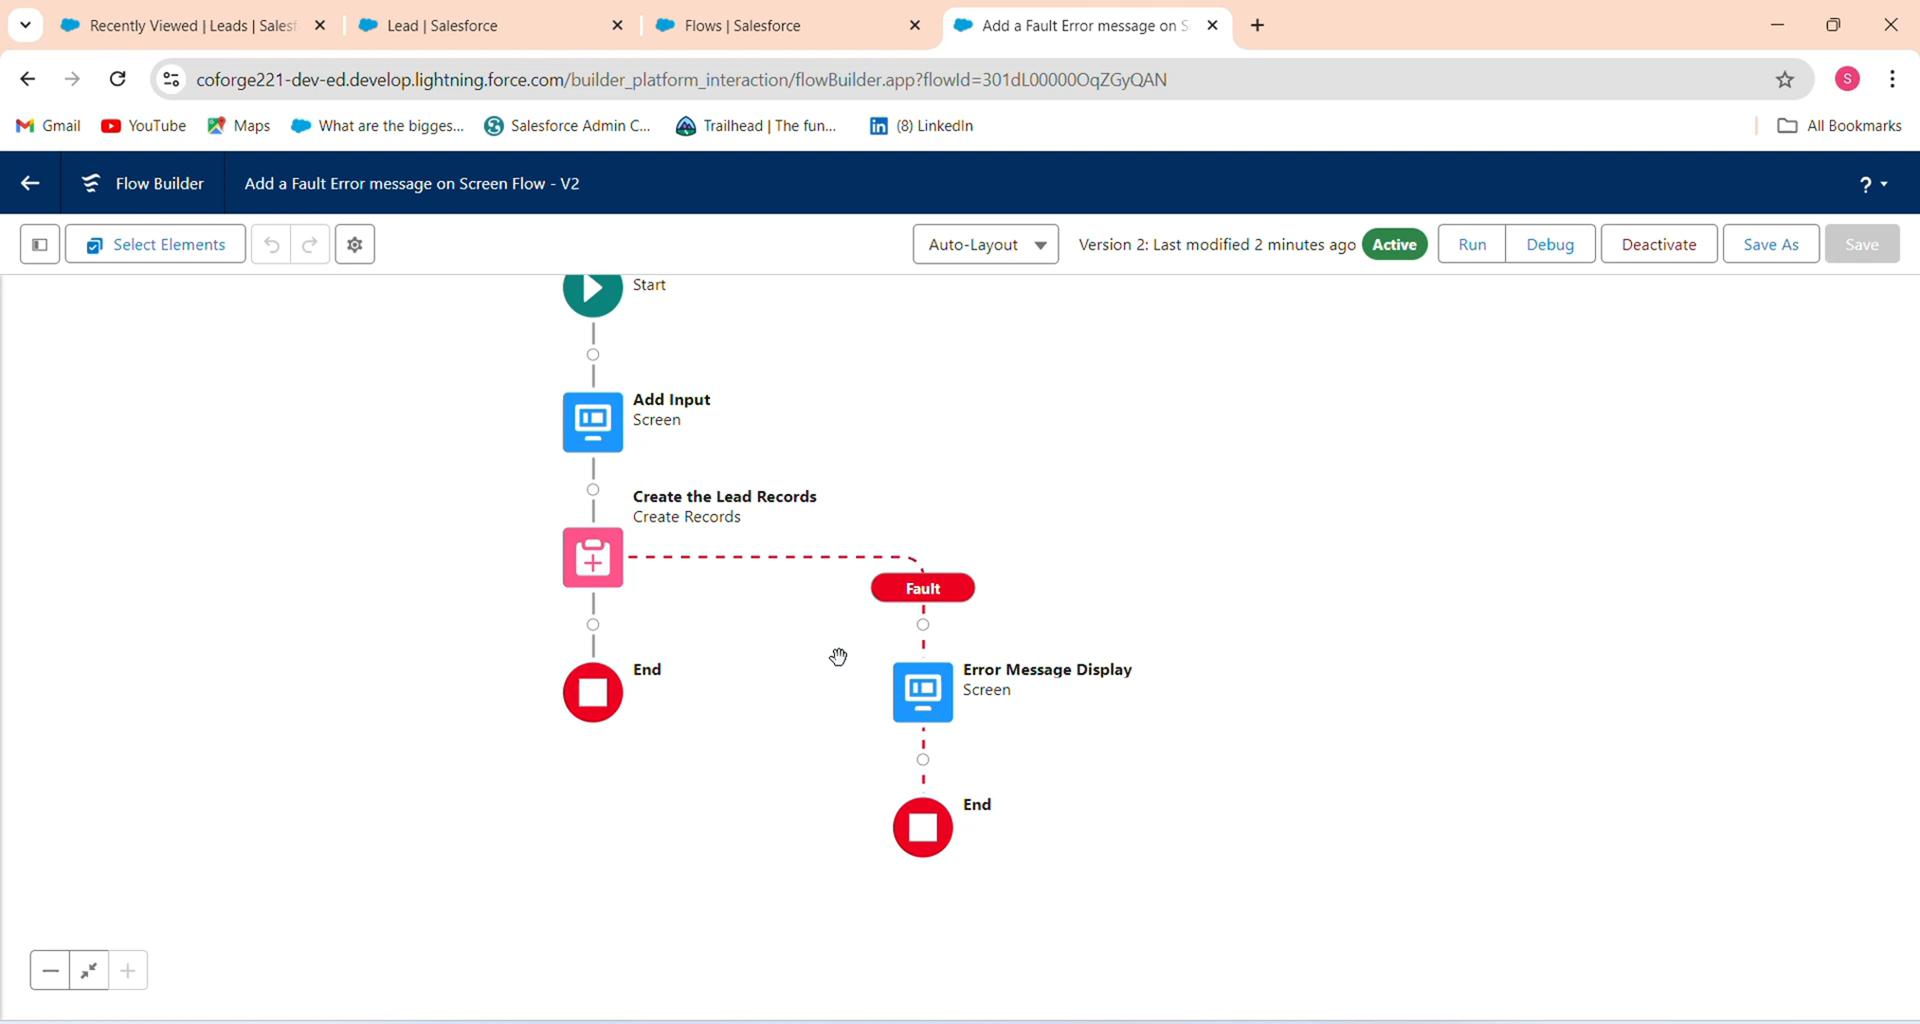 Recently Viewed | Leads | Salesf
Lead | Salesforce
Flows | Salesforce
Add a Fault Error message on S
coforge221-dev-ed.develop.lightning.force.com/builder_platform_interaction/flowBuilder.app?flowId=301dL00000OqZGyQAN
S
Gmail
YouTube
Maps
What are the bigges...
Salesforce Admin C...
Trailhead | The fun...
(8) LinkedIn
All Bookmarks
Flow Builder
Add a Fault Error message on Screen Flow - V2
?
Select Elements
Auto-Layout
Version 2: Last modified 2 minutes ago
Active
Run
Debug
Deactivate
Save As
Save
Start
Add Input
Screen
Create the Lead Records
Create Records
Fault
End
Error Message Display
Screen
End